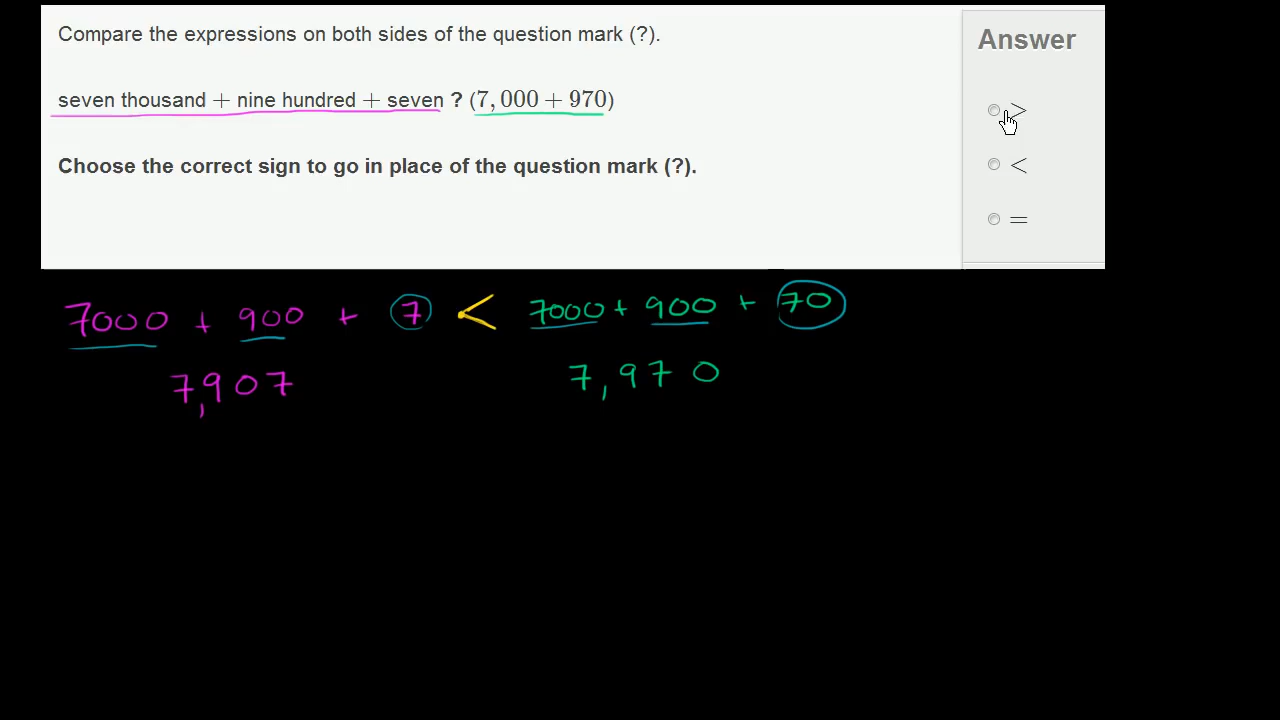 Compare the expressions on both sides of the question mark (?).
seven thousand + nine hundred + seven ? (7,000 + 970)
Choose the correct sign to go in place of the question mark (?).
Answer
>
<
=
7000 + 900 + 7 < 7000 + 900 + 70
7,907 7,970